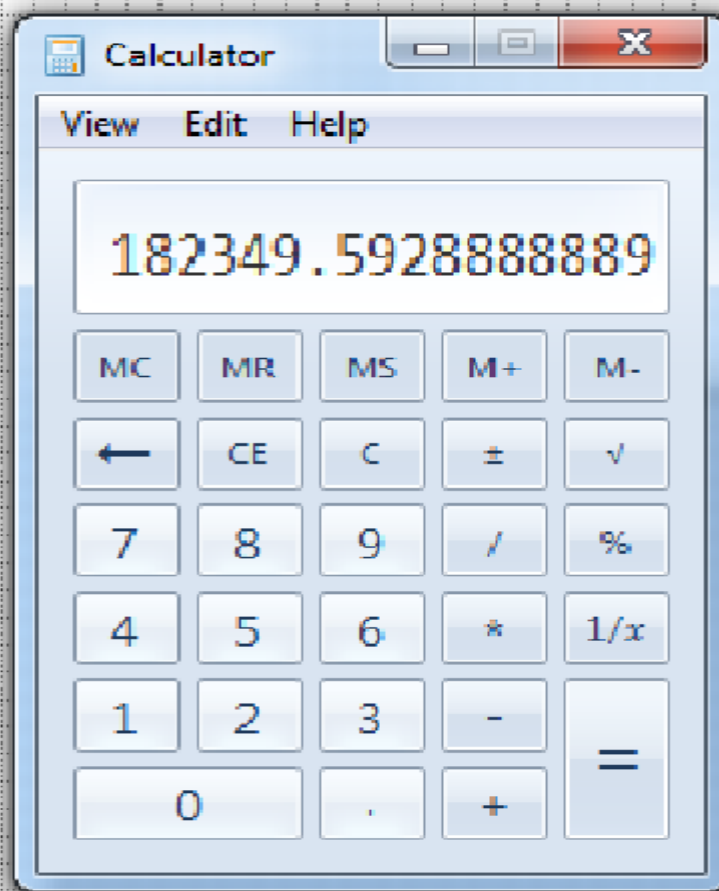 Calculator
View Edit Help
182349.5928888889
MC MR MS M+ M-
← CE C ± √
7 8 9 / %
4 5 6 * 1/x
1 2 3 - =
0 . +